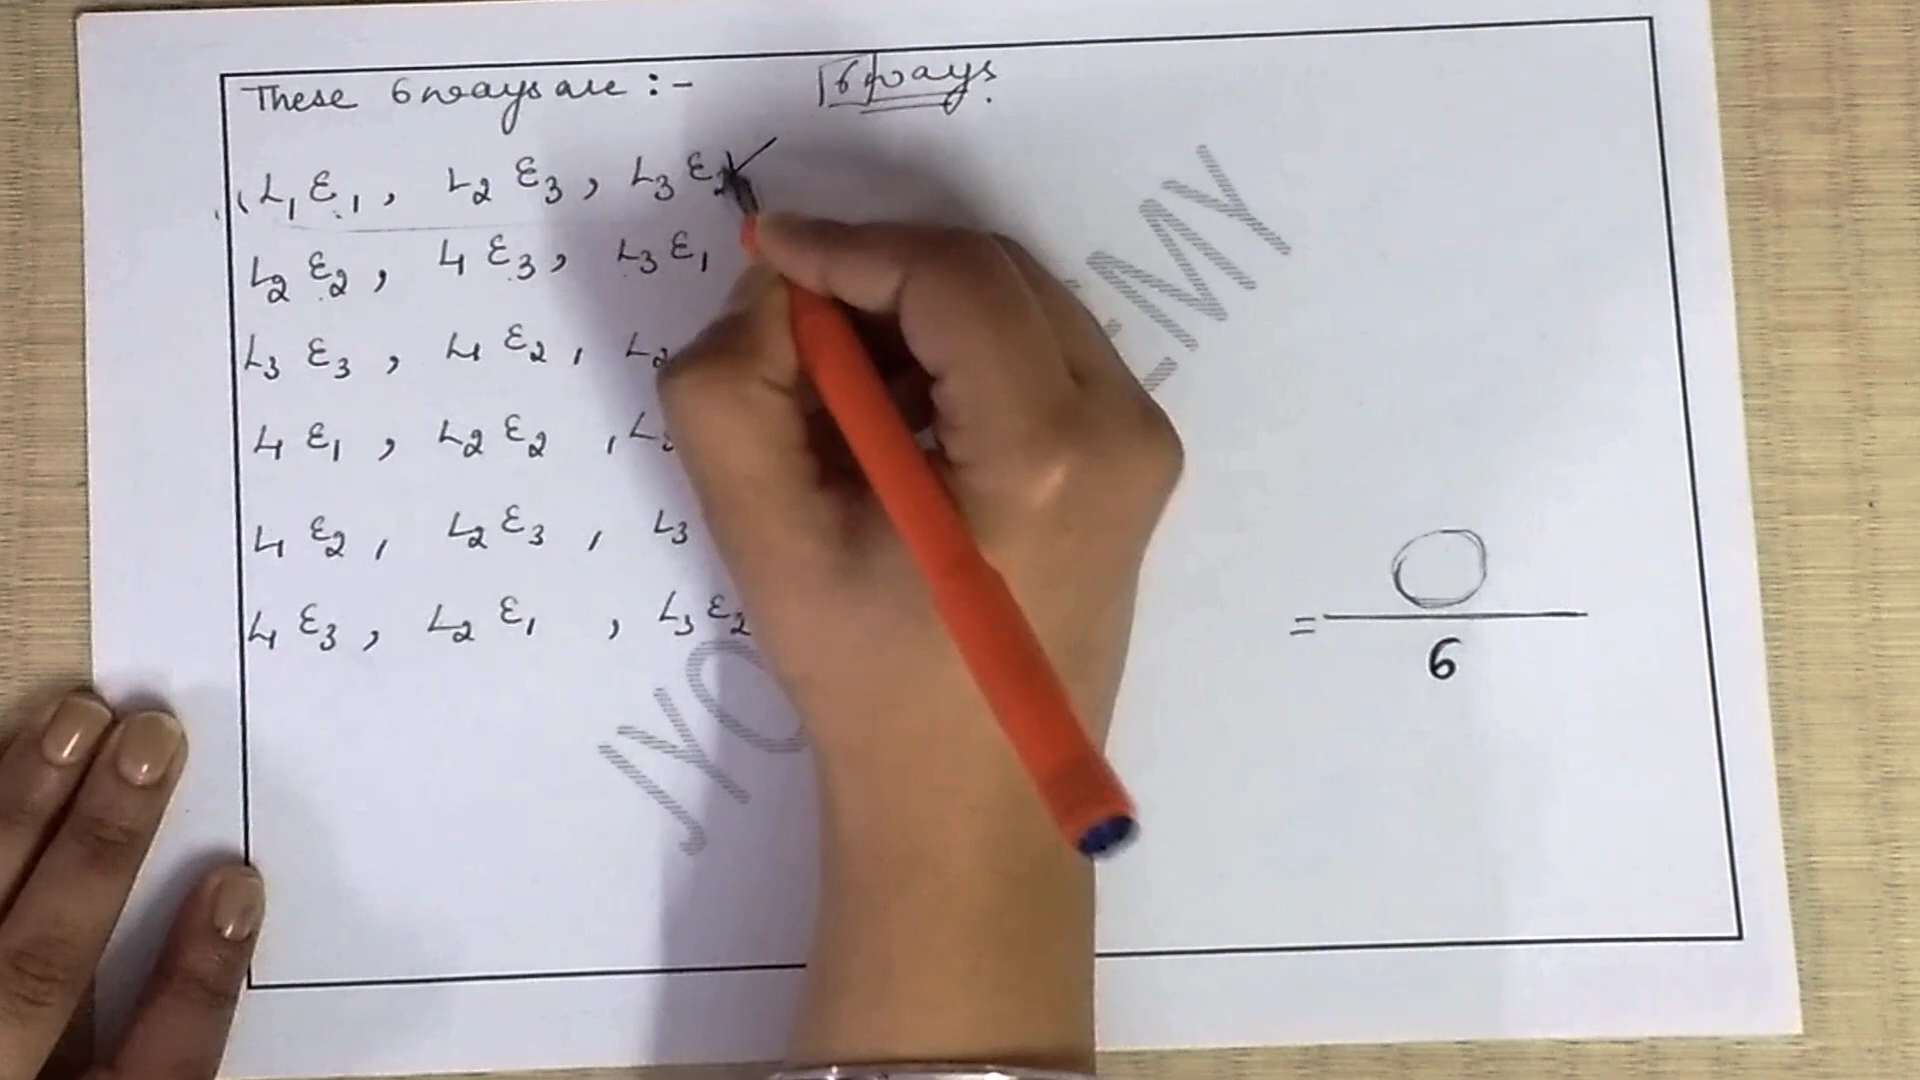 These 6 ways are :- 6 ways.
L1 E1, L2 E3, L3 E2
L2 E2, L1 E3, L3 E1
L3 E3, L1 E2, L2
L1 E1, L2 E2, L3
L1 E2, L2 E3, L3
L1 E3, L2 E1, L3 E2
= O
6